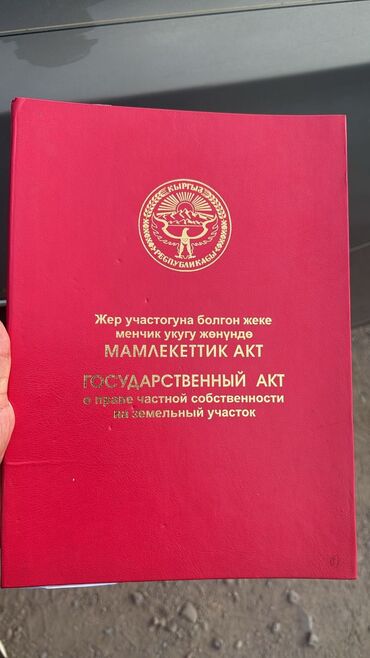 КЫРГЫЗ
РЕСПУБЛИКАСЫ
Жер участогуна болгон жеке
менчик укугу жөнүндө
МАМЛЕКЕТТИК АКТ
ГОСУДАРСТВЕННЫЙ АКТ
о праве частной собственности
на земельный участок